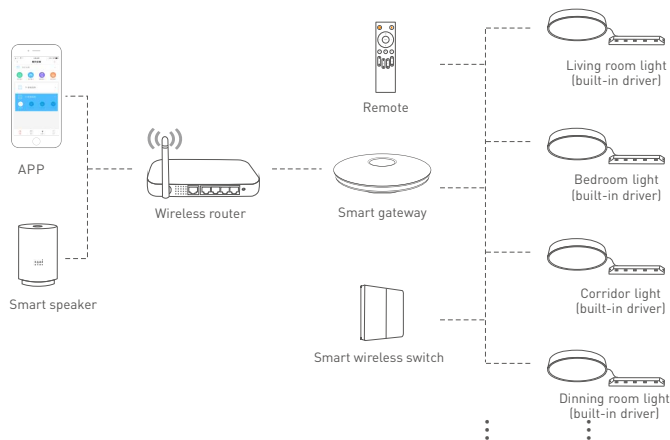 APP
Smart speaker
Wireless router
Remote
Smart gateway
Smart wireless switch
Living room light
(built-in driver)
Bedroom light
(built-in driver)
Corridor light
(built-in driver)
Dinning room light
(built-in driver)